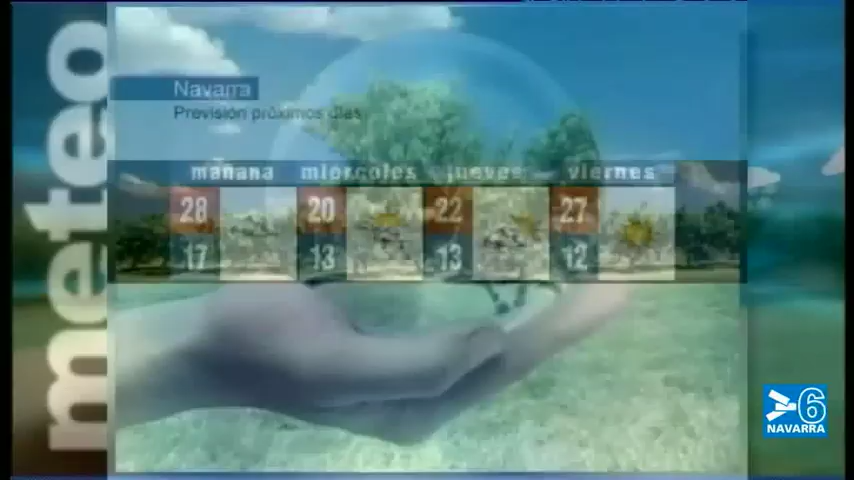 meteo
Navarra
Previsión próximos días
mañana miércoles jueves viernes
28 20 22 27
17 13 13 12
6
NAVARRA